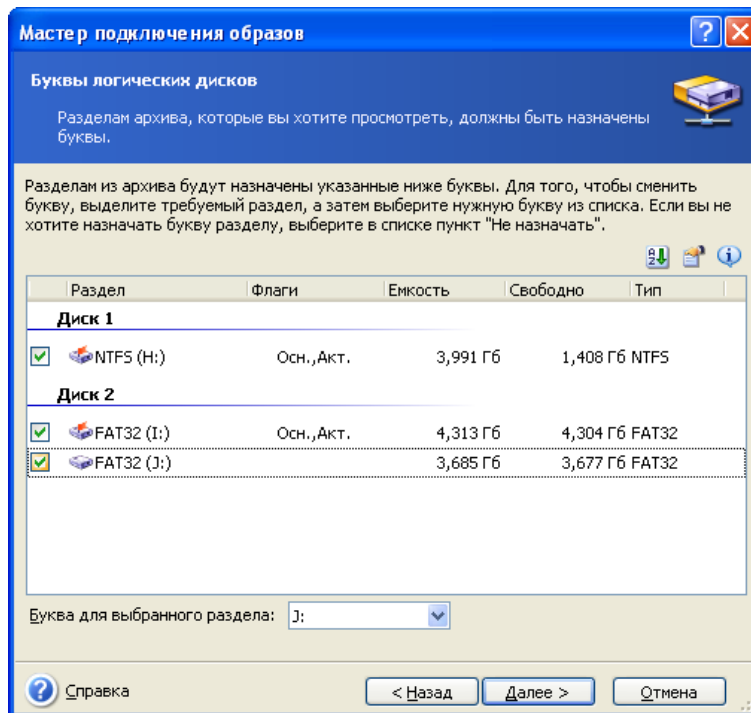 Мастер подключения образов
Буквы логических дисков
Разделам архива, которые вы хотите просмотреть, должны быть назначены
буквы.
Разделам из архива будут назначены указанные ниже буквы. Для того, чтобы сменить
букву, выделите требуемый раздел, а затем выберите нужную букву из списка. Если вы не
хотите назначать букву разделу, выберите в списке пункт "Не назначать".
Раздел Флаги Емкость Свободно Тип
Диск 1
NTFS (H:) Осн.,Акт. 3,991 Гб 1,408 Гб NTFS
Диск 2
FAT32 (I:) Осн.,Акт. 4,313 Гб 4,304 Гб FAT32
FAT32 (J:) 3,685 Гб 3,677 Гб FAT32
Буква для выбранного раздела: J:
Справка < Назад Далее > Отмена